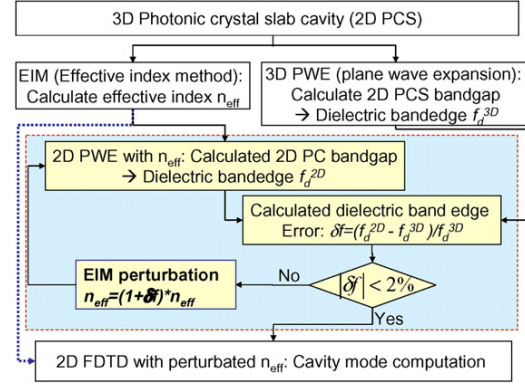 3D Photonic crystal slab cavity (2D PCS)
EIM (Effective index method):
Calculate effective index n_eff
3D PWE (plane wave expansion):
Calculate 2D PCS bandgap
→ Dielectric bandedge f_d^3D
2D PWE with n_eff: Calculated 2D PC bandgap
→ Dielectric bandedge f_d^2D
Calculated dielectric band edge
Error: δf=(f_d^2D - f_d^3D)/f_d^3D
EIM perturbation
n_eff=(1+δf)*n_eff
No
|δf| < 2%
Yes
2D FDTD with perturbated n_eff: Cavity mode computation